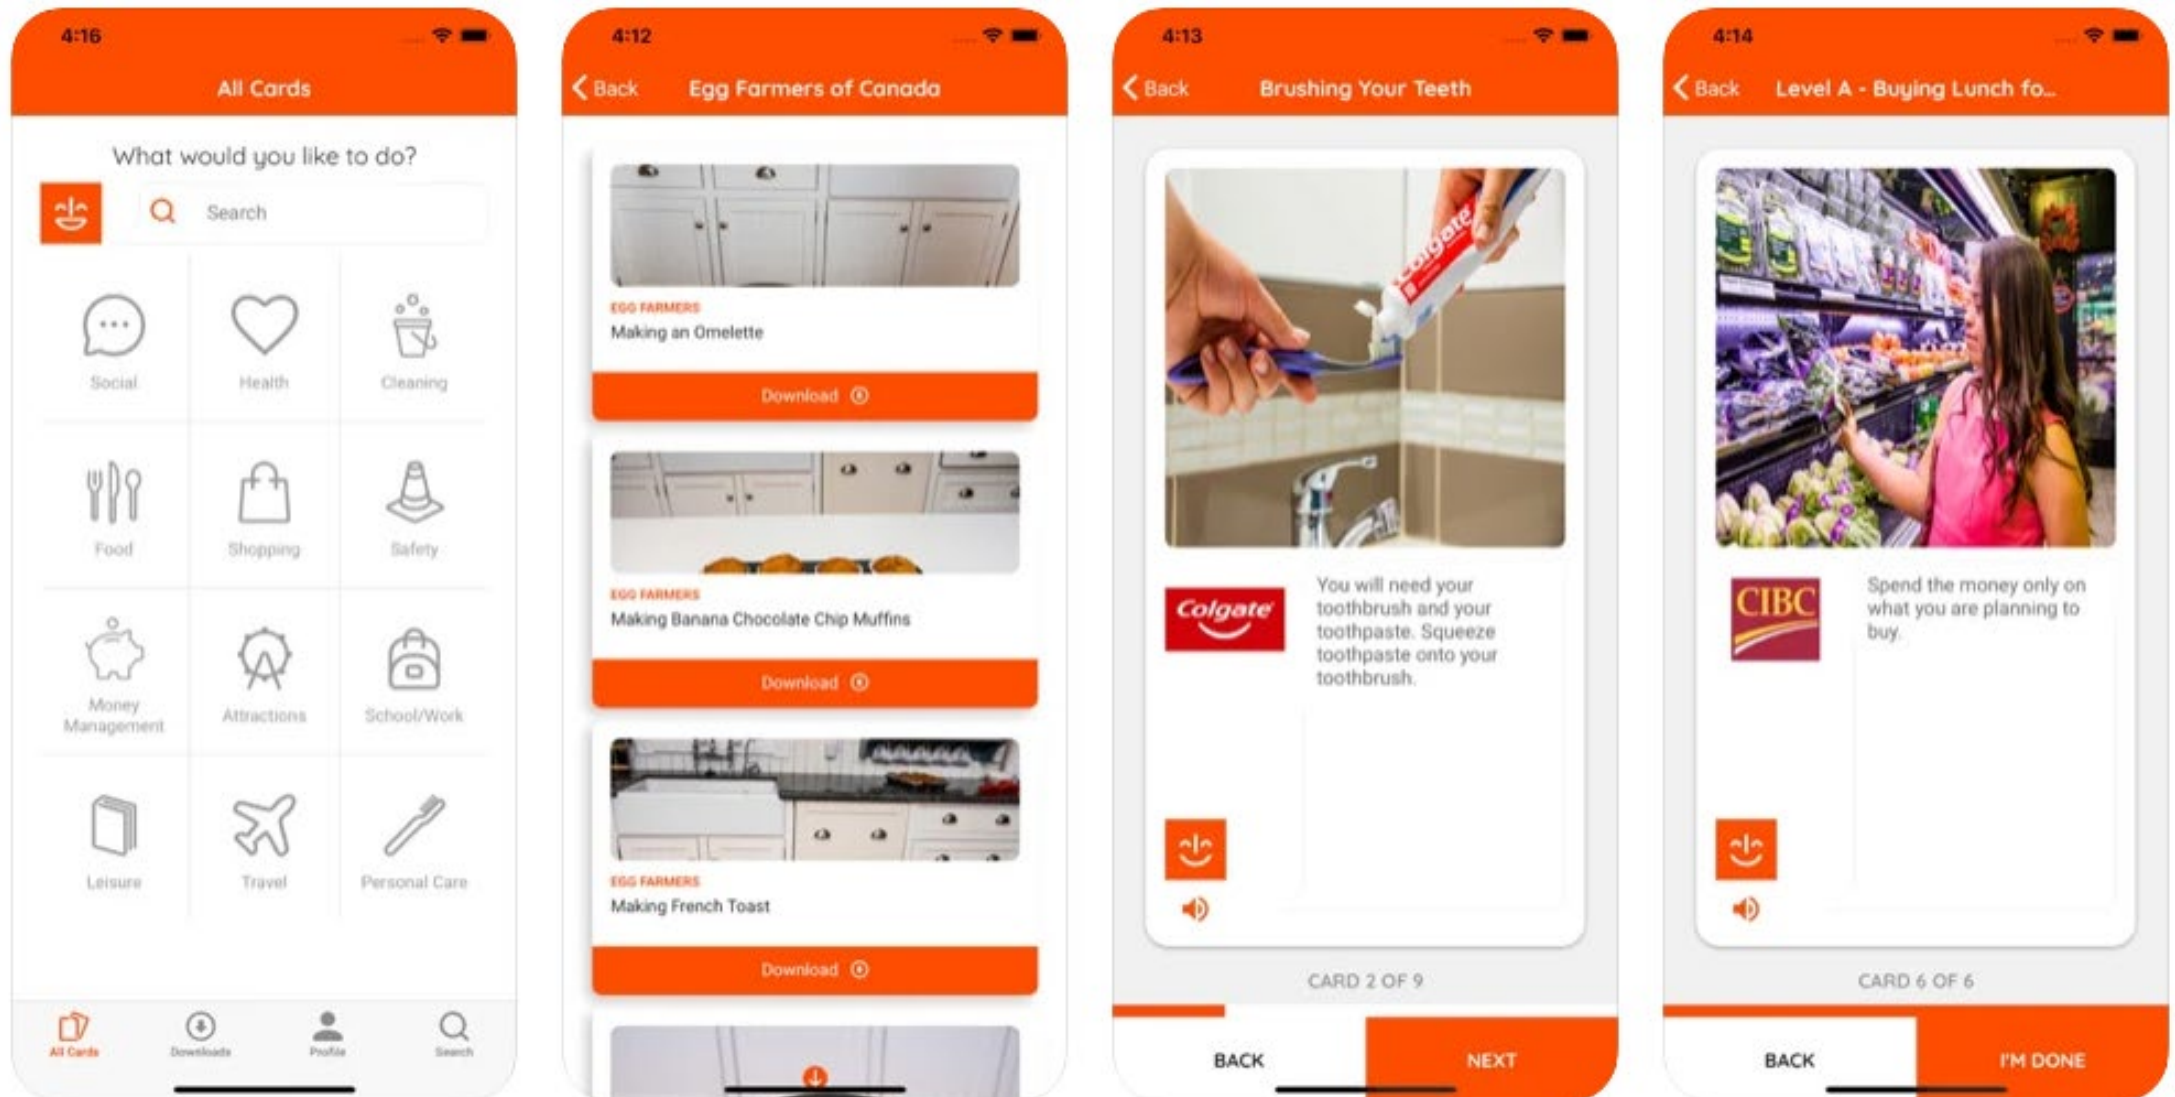 4:16
All Cards
What would you like to do?
Search
Social
Health
Cleaning
Food
Shopping
Safety
Money
Management
Attractions
School/Work
Leisure
Travel
Personal Care
All Cards
Downloads
Profile
Search
4:12
Back
Egg Farmers of Canada
EGG FARMERS
Making an Omelette
Download
EGG FARMERS
Making Banana Chocolate Chip Muffins
Download
EGG FARMERS
Making French Toast
Download
4:13
Back
Brushing Your Teeth
Colgate
Colgate
You will need your
toothbrush and your
toothpaste. Squeeze
toothpaste onto your
toothbrush.
CARD 2 OF 9
BACK
NEXT
4:14
Back
Level A - Buying Lunch fo...
CIBC
Spend the money only on
what you are planning to
buy.
CARD 6 OF 6
BACK
I'M DONE